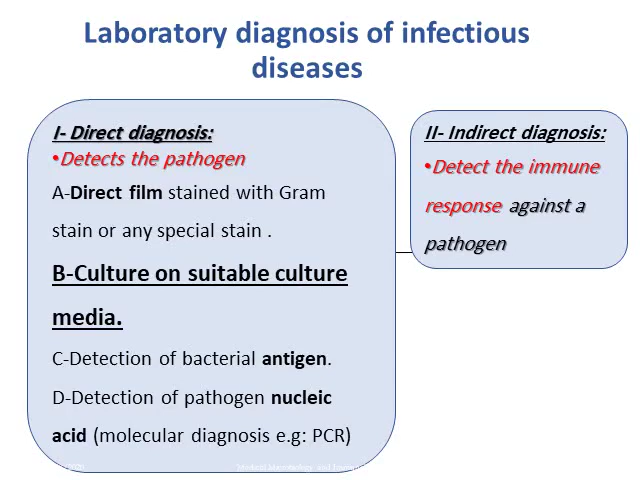 Laboratory diagnosis of infectious
diseases
I- Direct diagnosis:
•Detects the pathogen
A-Direct film stained with Gram
stain or any special stain .
B-Culture on suitable culture
media.
C-Detection of bacterial antigen.
D-Detection of pathogen nucleic
acid (molecular diagnosis e.g: PCR)
II- Indirect diagnosis:
•Detect the immune
response against a
pathogen